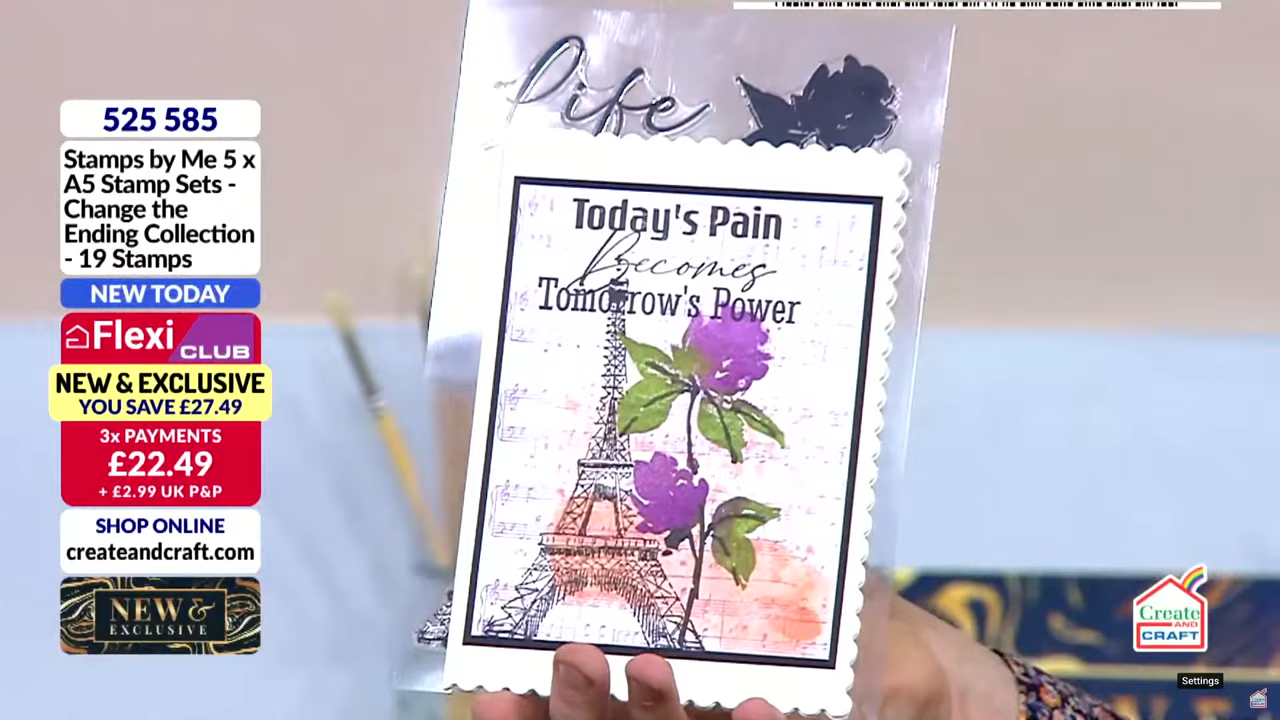 525 585
Stamps by Me 5 x
A5 Stamp Sets -
Change the
Ending Collection
- 19 Stamps
NEW TODAY
Flexi
CLUB
NEW & EXCLUSIVE
YOU SAVE £27.49
3x PAYMENTS
£22.49
+ £2.99 UK P&P
SHOP ONLINE
createandcraft.com
NEW &
EXCLUSIVE
life
Today's Pain
Becomes
Tomorrow's Power
Create
AND
CRAFT
Settings